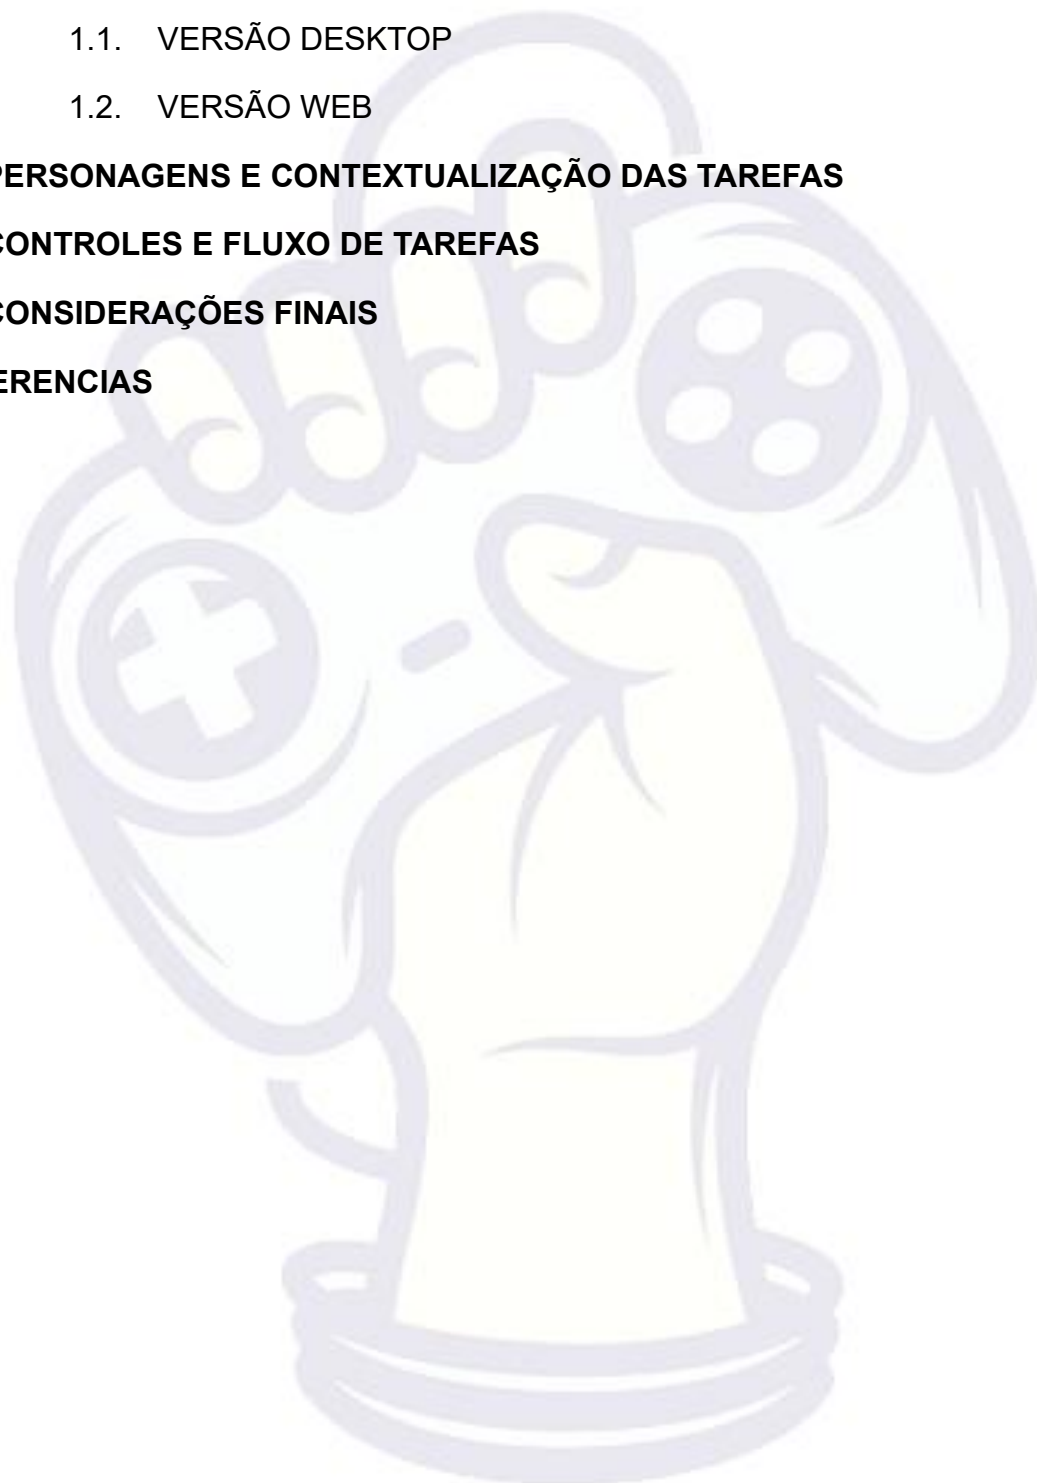 1.1. VERSÃO DESKTOP
1.2. VERSÃO WEB
PERSONAGENS E CONTEXTUALIZAÇÃO DAS TAREFAS
CONTROLES E FLUXO DE TAREFAS
CONSIDERAÇÕES FINAIS
ERENCIAS